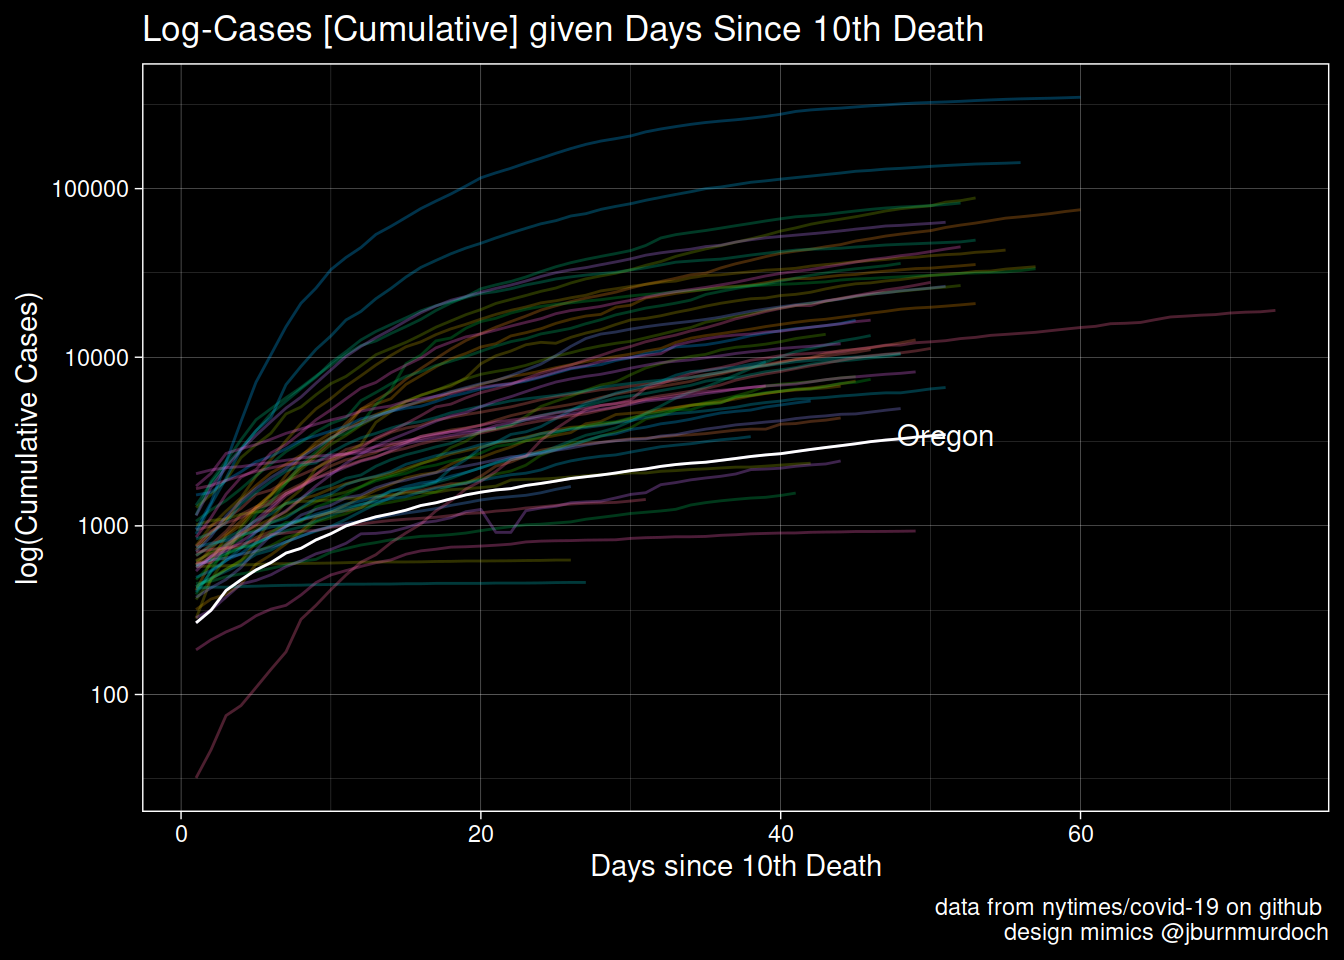 Log-Cases [Cumulative] given Days Since 10th Death
log(Cumulative Cases)
100000
10000
1000
100
Oregon
0 20 40 60
Days since 10th Death
data from nytimes/covid-19 on github
design mimics @jburnmurdoch